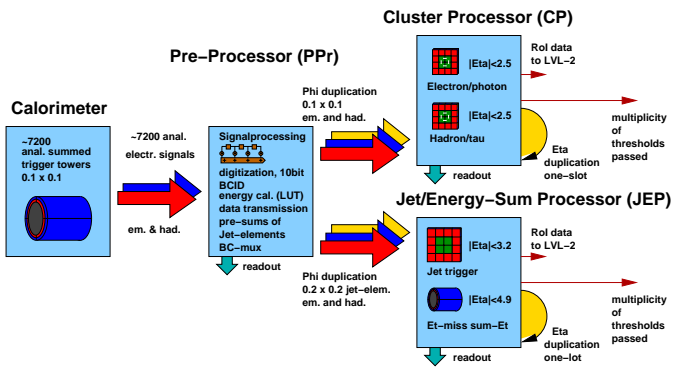 Cluster Processor (CP)
Pre−Processor (PPr)
Calorimeter
~7200
anal. summed
trigger towers
0.1 x 0.1
~7200 anal.
electr. signals
em. & had.
Signalprocessing
digitization, 10bit
BCID
energy cal. (LUT)
data transmission
pre−sums of
Jet−elements
BC−mux
readout
Phi duplication
0.1 x 0.1
em. and had.
|Eta|<2.5
Electron/photon
|Eta|<2.5
Hadron/tau
RoI data
to LVL−2
multiplicity
of
thresholds
passed
Eta
duplication
one−slot
readout
Jet/Energy−Sum Processor (JEP)
Phi duplication
0.2 x 0.2 jet−elem.
em. and had.
|Eta|<3.2
Jet trigger
|Eta|<4.9
Et−miss sum−Et
RoI data
to LVL−2
multiplicity
of
thresholds
passed
Eta
duplication
one−lot
readout